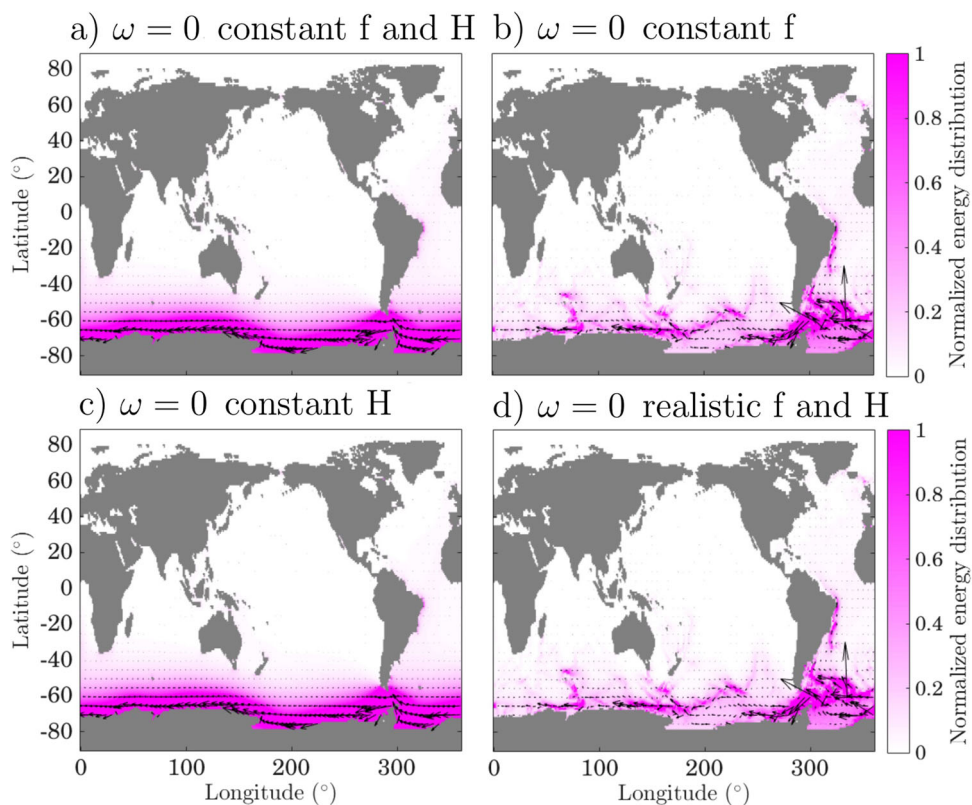 a) ω = 0 constant f and H
b) ω = 0 constant f
80
60
40
20
0
-20
-40
-60
-80
Latitude (°)
1
0.8
0.6
0.4
0.2
0
Normalized energy distribution
c) ω = 0 constant H
d) ω = 0 realistic f and H
80
60
40
20
0
-20
-40
-60
-80
Latitude (°)
1
0.8
0.6
0.4
0.2
0
Normalized energy distribution
0 100 200 300
Longitude (°)
0 100 200 300
Longitude (°)